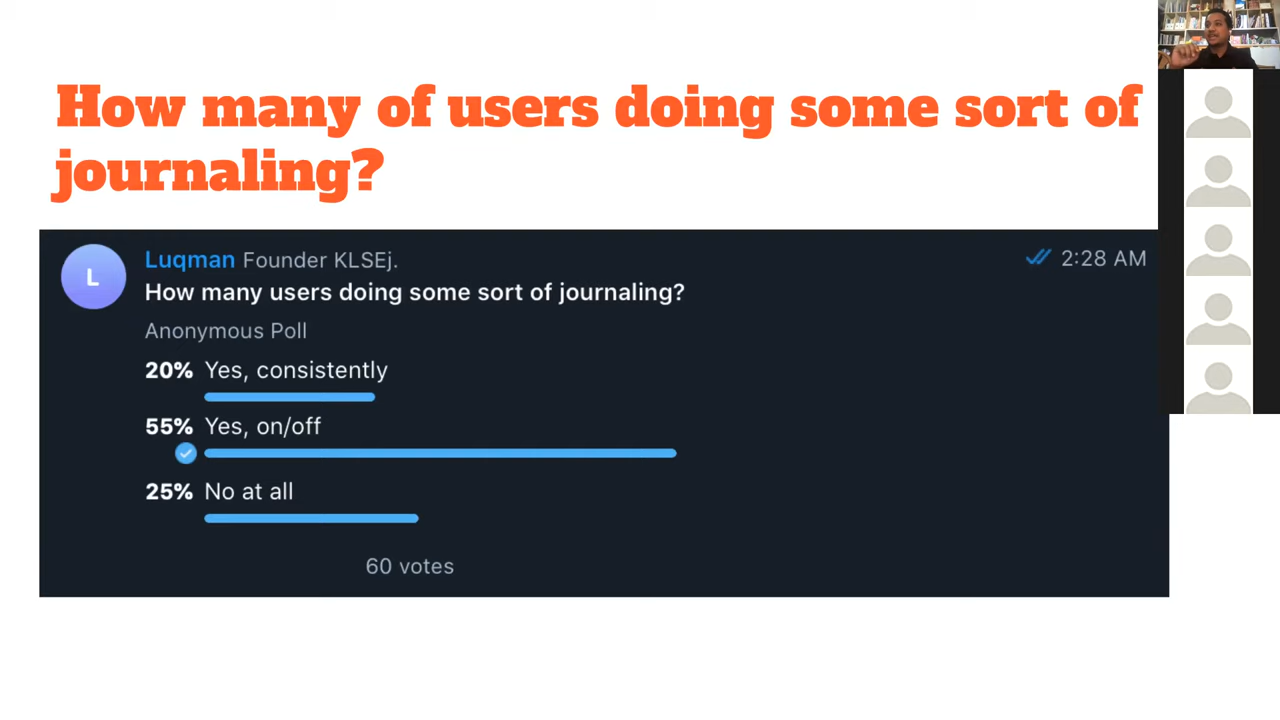 How many of users doing some sort of
journaling?
L
Luqman Founder KLSEj.
2:28 AM
How many users doing some sort of journaling?
Anonymous Poll
20% Yes, consistently
55% Yes, on/off
25% No at all
60 votes